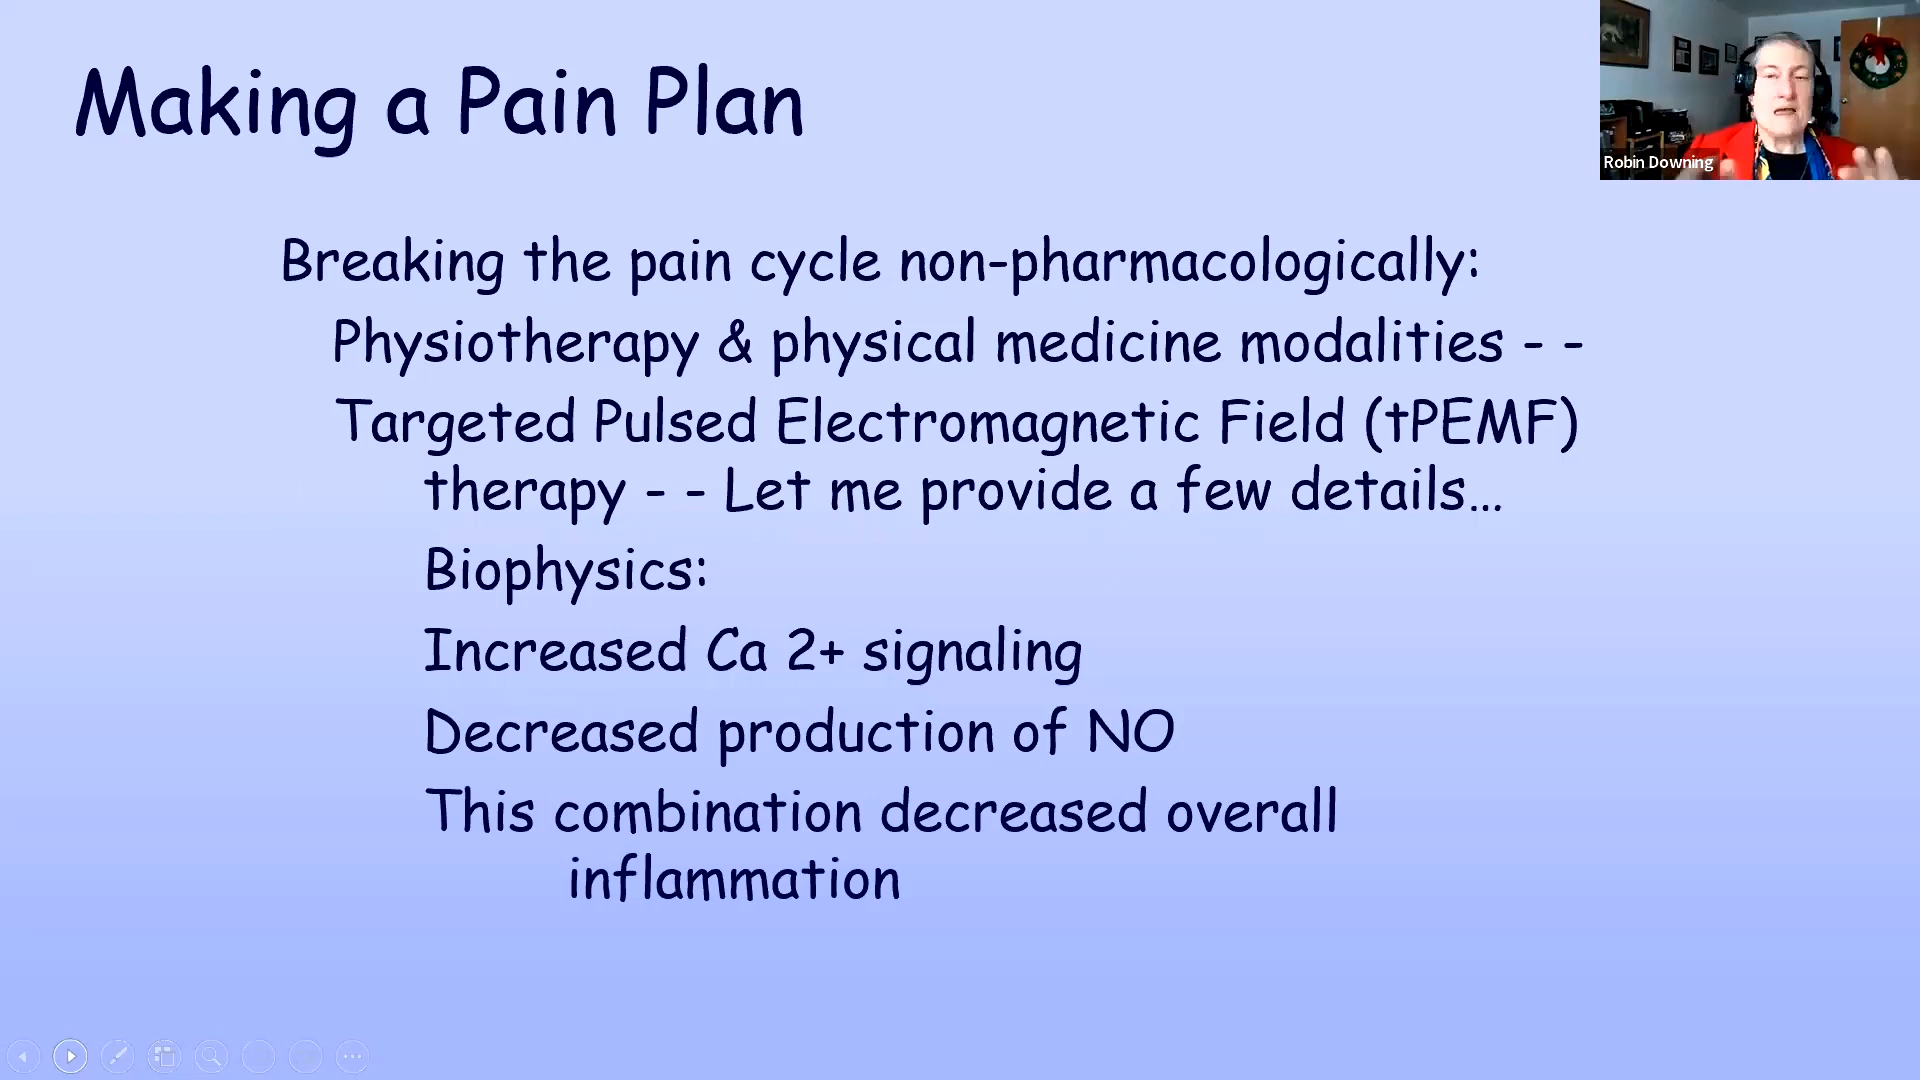 Making a Pain Plan
Robin Downing
Breaking the pain cycle non-pharmacologically:
Physiotherapy & physical medicine modalities - -
Targeted Pulsed Electromagnetic Field (tPEMF)
therapy - - Let me provide a few details…
Biophysics:
Increased Ca 2+ signaling
Decreased production of NO
This combination decreased overall
inflammation